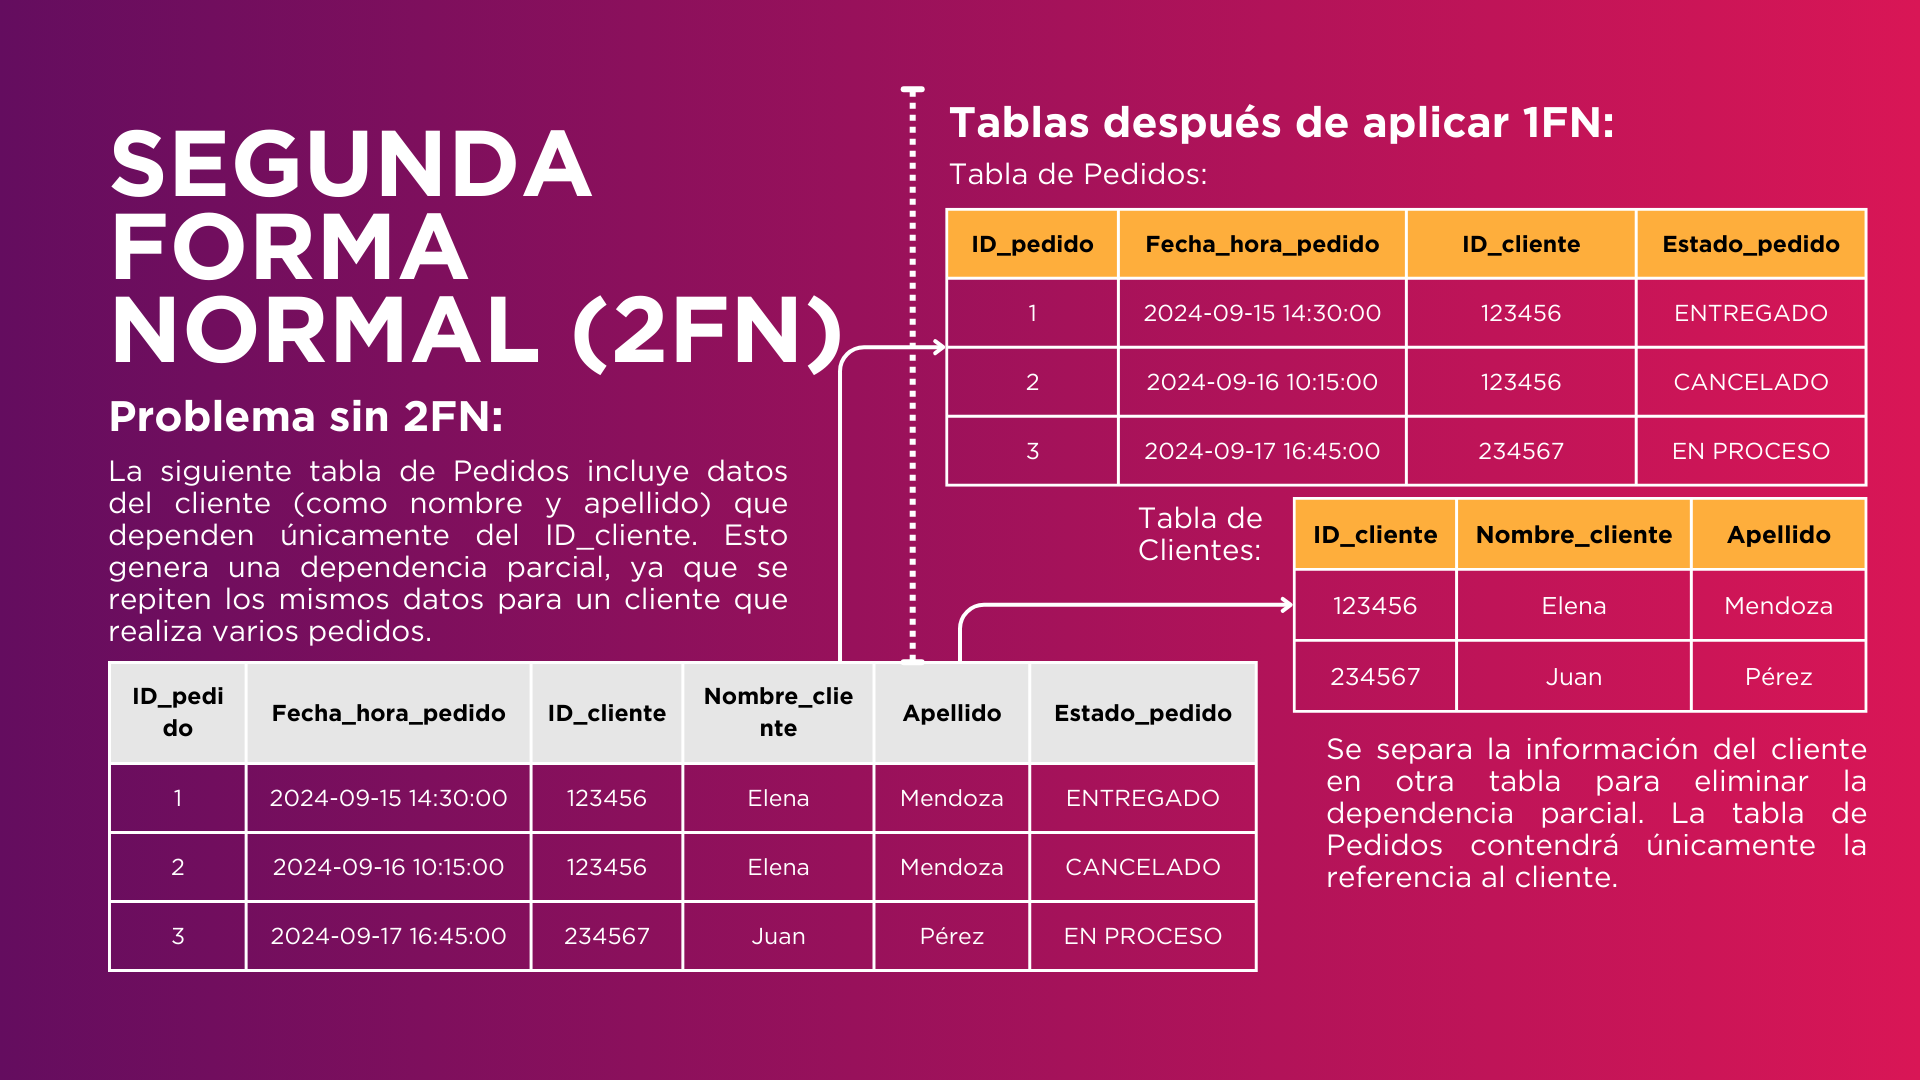 SEGUNDA
FORMA
NORMAL (2FN)
Problema sin 2FN:
La siguiente tabla de Pedidos incluye datos
del cliente (como nombre y apellido) que
dependen únicamente del ID_cliente. Esto
genera una dependencia parcial, ya que se
repiten los mismos datos para un cliente que
realiza varios pedidos.
ID_pedi
do
Fecha_hora_pedido
ID_cliente
Nombre_clie
nte
Apellido
Estado_pedido
1 2024-09-15 14:30:00 123456 Elena Mendoza ENTREGADO
2 2024-09-16 10:15:00 123456 Elena Mendoza CANCELADO
3 2024-09-17 16:45:00 234567 Juan Pérez EN PROCESO
Tablas después de aplicar 1FN:
Tabla de Pedidos:
ID_pedido Fecha_hora_pedido ID_cliente Estado_pedido
1 2024-09-15 14:30:00 123456 ENTREGADO
2 2024-09-16 10:15:00 123456 CANCELADO
3 2024-09-17 16:45:00 234567 EN PROCESO
Tabla de
Clientes:
ID_cliente Nombre_cliente Apellido
123456 Elena Mendoza
234567 Juan Pérez
Se separa la información del cliente
en otra tabla para eliminar la
dependencia parcial. La tabla de
Pedidos contendrá únicamente la
referencia al cliente.